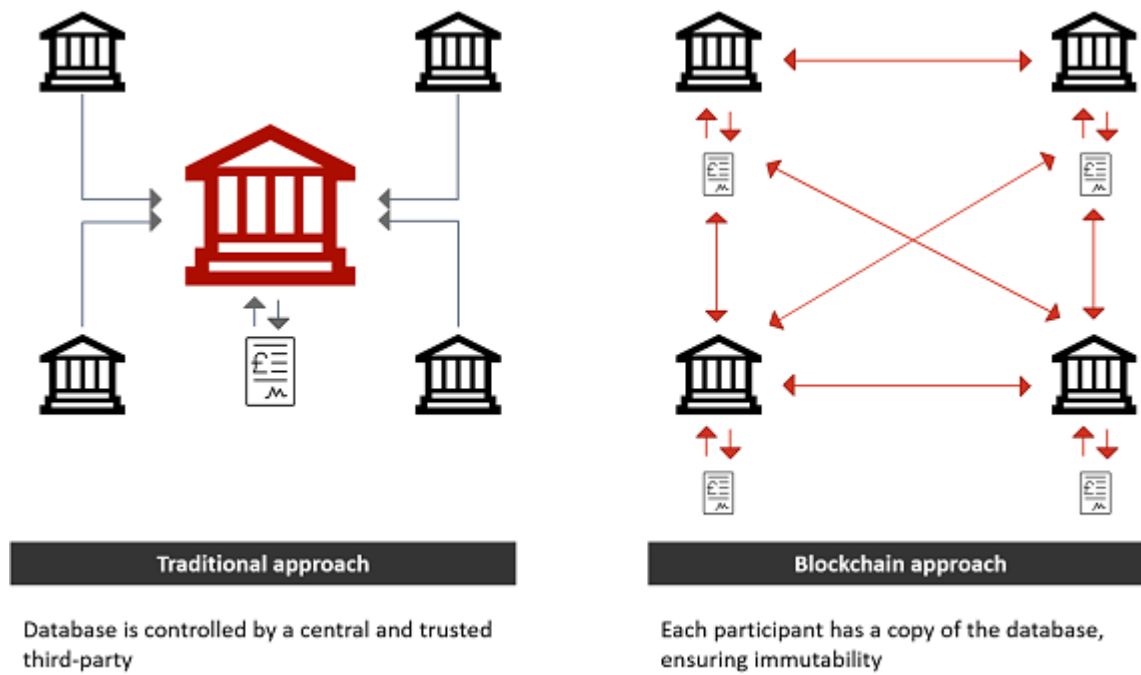 £
£
£
£
£
Traditional approach
Blockchain approach
Database is controlled by a central and trusted
third-party
Each participant has a copy of the database,
ensuring immutability